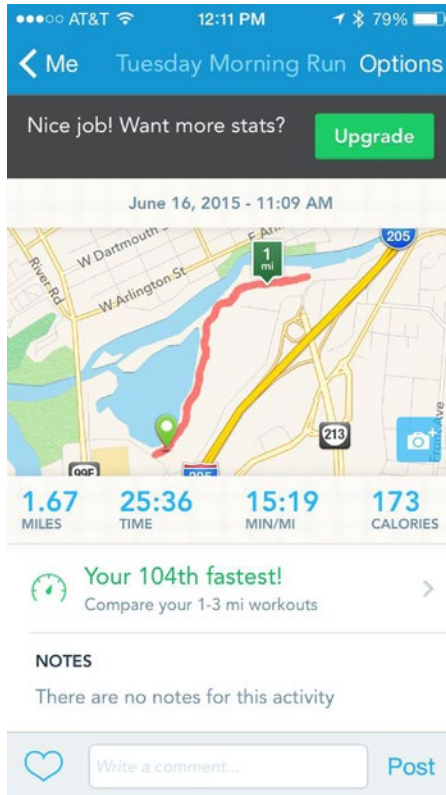 AT&T 12:11 PM 79%
Me Tuesday Morning Run Options
Nice job! Want more stats? Upgrade
June 16, 2015 - 11:09 AM
W Dartmouth
River Rd
W Arlington St
1
mi
205
213
99E
1.67 25:36 15:19 173
MILES TIME MIN/MI CALORIES
Your 104th fastest!
Compare your 1-3 mi workouts
NOTES
There are no notes for this activity
Write a comment... Post